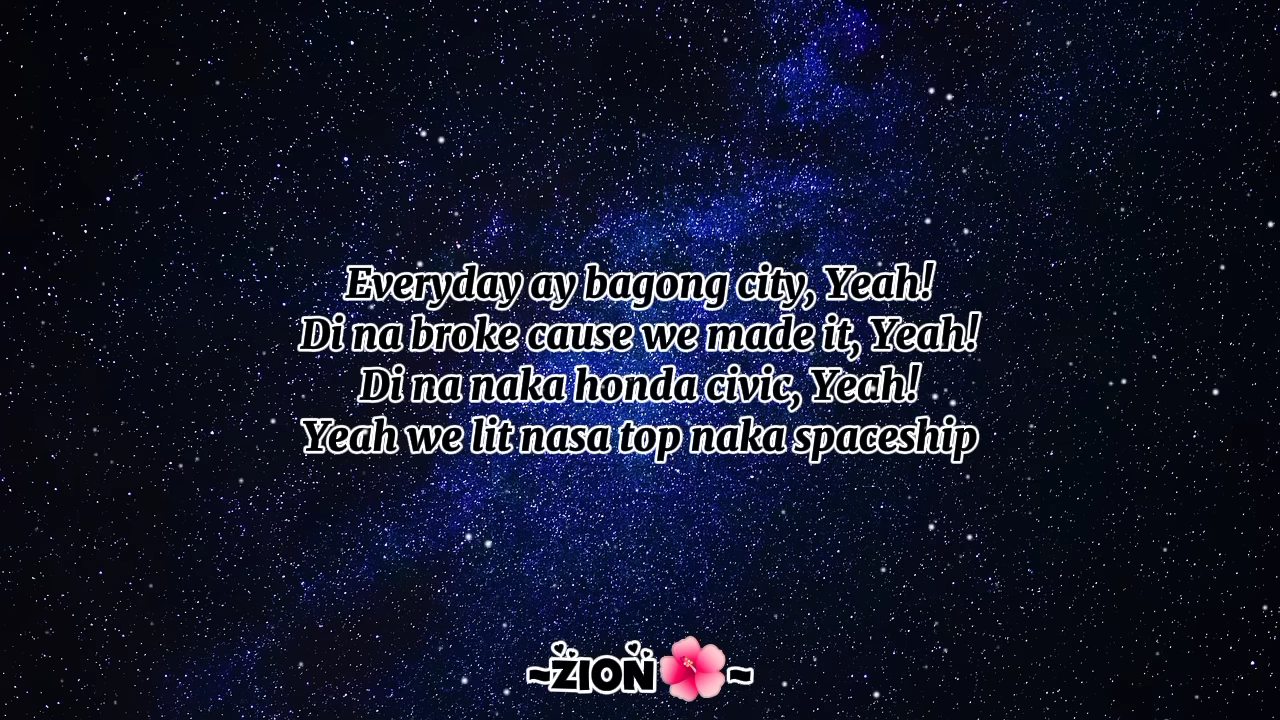 Everyday ay bagong city, Yeah!
Di na broke cause we made it, Yeah!
Di na naka honda civic, Yeah!
Yeah we lit nasa top naka spaceship
~ZION🌺~